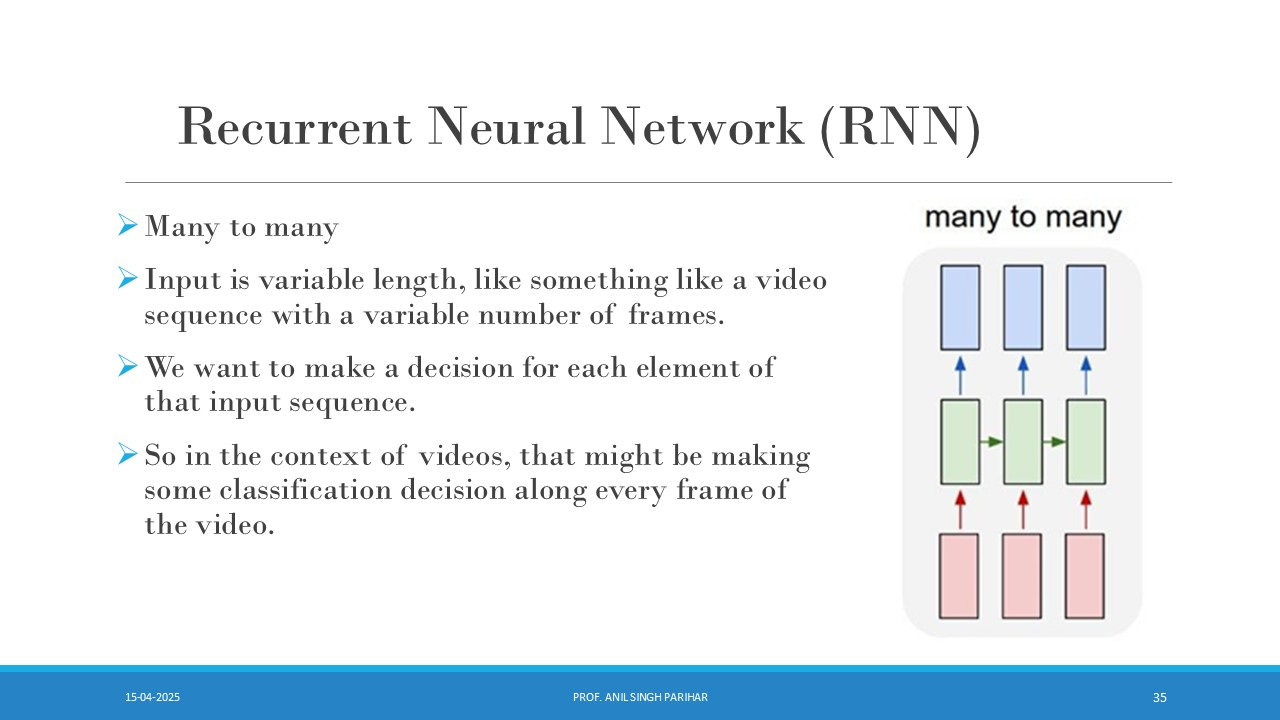 Recurrent Neural Network (RNN)
Many to many
Input is variable length, like something like a video
sequence with a variable number of frames.
We want to make a decision for each element of
that input sequence.
So in the context of videos, that might be making
some classification decision along every frame of
the video.
many to many
15-04-2025
PROF. ANIL SINGH PARIHAR
35